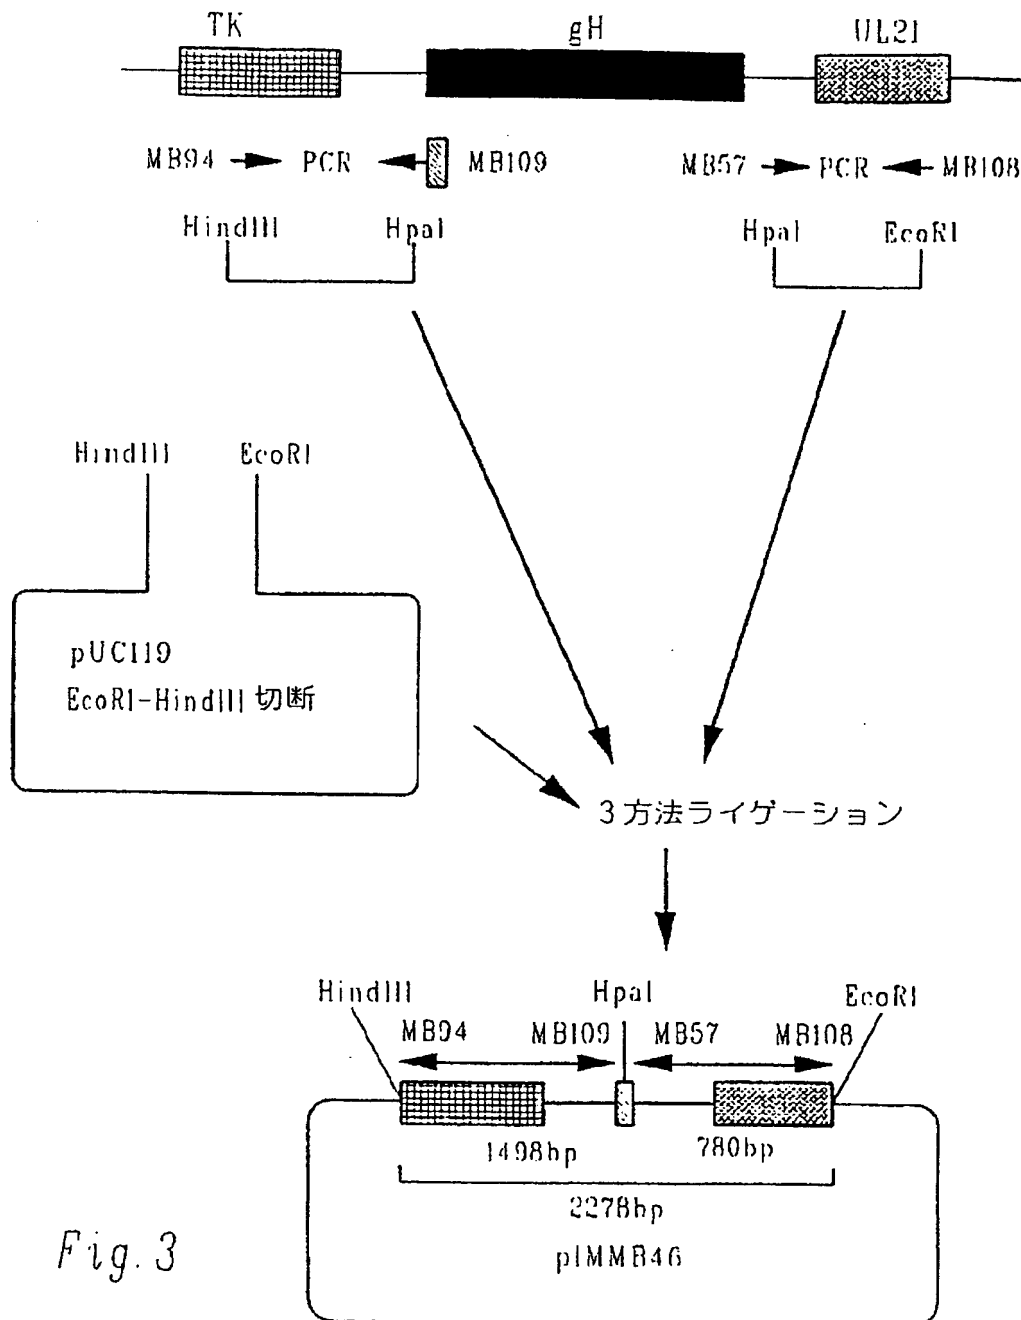 TK gH UL21
MB94 PCR MB109 MB57 PCR MB108
HindIII HpaI HpaI EcoRI
HindIII EcoRI
pUC119
EcoRI-HindIII 切断
3方法ライゲーション
HindIII HpaI EcoRI
MB94 MB109 MB57 MB108
1498bp 780bp
2278bp
pIMMB46
Fig. 3